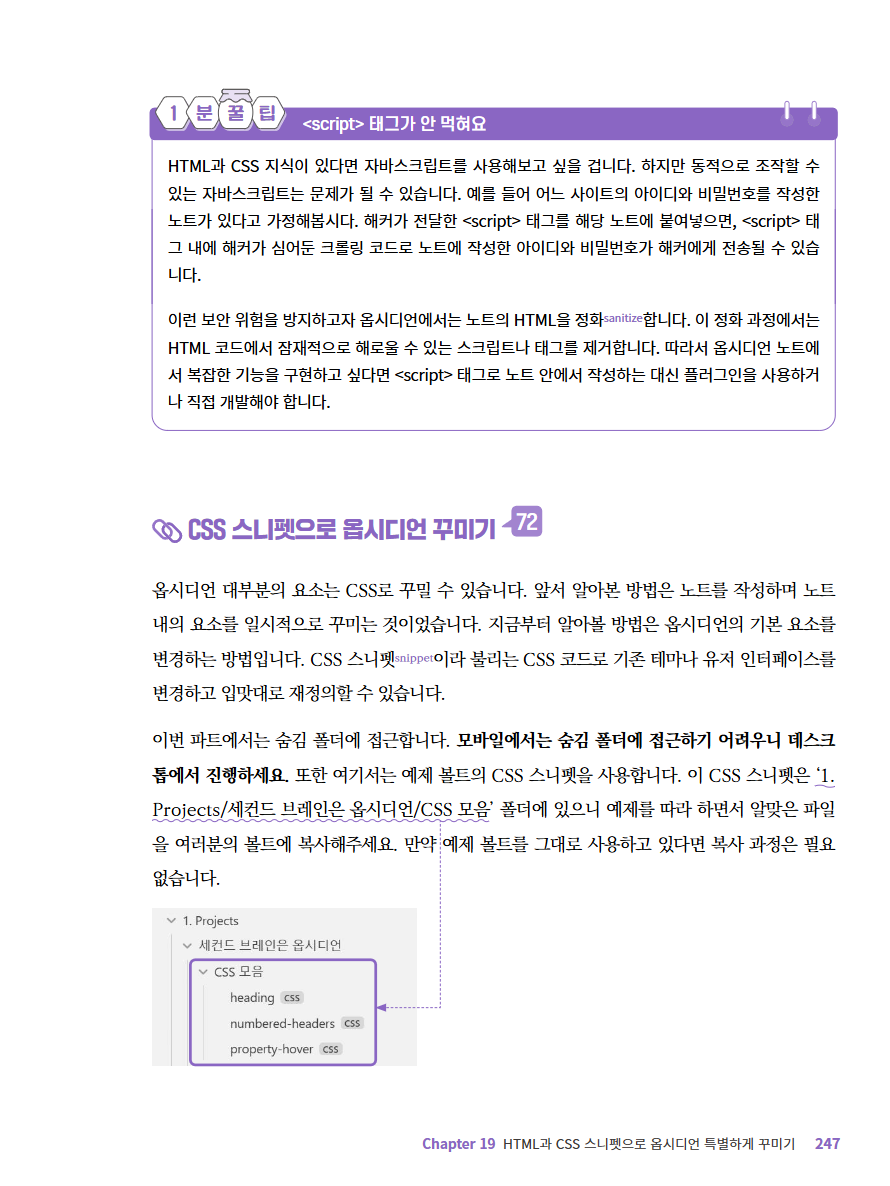 1분꿀팁 <script> 태그가 안 먹혀요
HTML과 CSS 지식이 있다면 자바스크립트를 사용해보고 싶을 겁니다. 하지만 동적으로 조작할 수
있는 자바스크립트는 문제가 될 수 있습니다. 예를 들어 어느 사이트의 아이디와 비밀번호를 작성한
노트가 있다고 가정해봅시다. 해커가 전달한 <script> 태그를 해당 노트에 붙여넣으면, <script> 태
그 내에 해커가 심어둔 크롤링 코드로 노트에 작성한 아이디와 비밀번호가 해커에게 전송될 수 있습
니다.
이런 보안 위험을 방지하고자 옵시디언에서는 노트의 HTML을 정화sanitize합니다. 이 정화 과정에서는
HTML 코드에서 잠재적으로 해로울 수 있는 스크립트나 태그를 제거합니다. 따라서 옵시디언 노트에
서 복잡한 기능을 구현하고 싶다면 <script> 태그로 노트 안에서 작성하는 대신 플러그인을 사용하거
나 직접 개발해야 합니다.
CSS 스니펫으로 옵시디언 꾸미기 72
옵시디언 대부분의 요소는 CSS로 꾸밀 수 있습니다. 앞서 알아본 방법은 노트를 작성하며 노트
내의 요소를 일시적으로 꾸미는 것이었습니다. 지금부터 알아볼 방법은 옵시디언의 기본 요소를
변경하는 방법입니다. CSS 스니펫snippet이라 불리는 CSS 코드로 기존 테마나 유저 인터페이스를
변경하고 입맛대로 재정의할 수 있습니다.
이번 파트에서는 숨김 폴더에 접근합니다. 모바일에서는 숨김 폴더에 접근하기 어려우니 데스크
톱에서 진행하세요. 또한 여기서는 예제 볼트의 CSS 스니펫을 사용합니다. 이 CSS 스니펫은 ‘1.
Projects/세컨드 브레인은 옵시디언/CSS 모음’ 폴더에 있으니 예제를 따라 하면서 알맞은 파일
을 여러분의 볼트에 복사해주세요. 만약 예제 볼트를 그대로 사용하고 있다면 복사 과정은 필요
없습니다.
1. Projects
세컨드 브레인은 옵시디언
CSS 모음
heading CSS
numbered-headers CSS
property-hover CSS
Chapter 19 HTML과 CSS 스니펫으로 옵시디언 특별하게 꾸미기 247